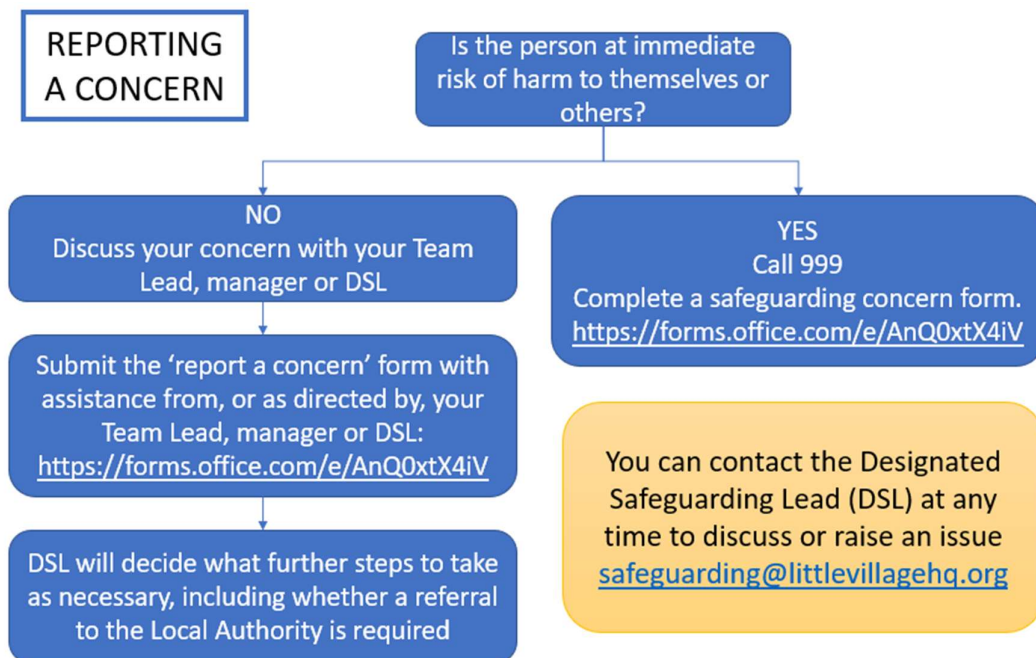 REPORTING
A CONCERN
Is the person at immediate
risk of harm to themselves or
others?
NO
Discuss your concern with your Team
Lead, manager or DSL
Submit the ‘report a concern’ form with
assistance from, or as directed by, your
Team Lead, manager or DSL:
https://forms.office.com/e/AnQ0xtX4iV
DSL will decide what further steps to take
as necessary, including whether a referral
to the Local Authority is required
YES
Call 999
Complete a safeguarding concern form.
https://forms.office.com/e/AnQ0xtX4iV
You can contact the Designated
Safeguarding Lead (DSL) at any
time to discuss or raise an issue
safeguarding@littlevillagehq.org